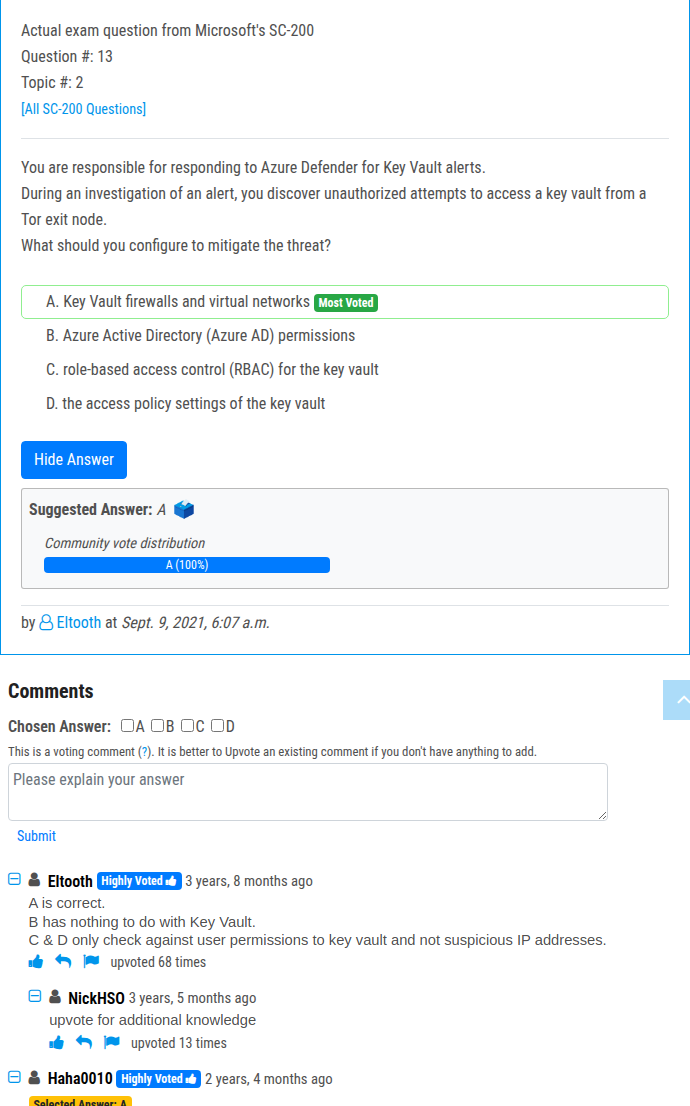 Actual exam question from Microsoft's SC-200
Question #: 13
Topic #: 2
[All SC-200 Questions]
You are responsible for responding to Azure Defender for Key Vault alerts.
During an investigation of an alert, you discover unauthorized attempts to access a key vault from a
Tor exit node.
What should you configure to mitigate the threat?
A. Key Vault firewalls and virtual networks Most Voted
B. Azure Active Directory (Azure AD) permissions
C. role-based access control (RBAC) for the key vault
D. the access policy settings of the key vault
Hide Answer
Suggested Answer: A
Community vote distribution
A (100%)
by Eltooth at Sept. 9, 2021, 6:07 a.m.
Comments
Chosen Answer: A B C D
This is a voting comment (?). It is better to Upvote an existing comment if you don't have anything to add.
Please explain your answer
Submit
Eltooth Highly Voted 3 years, 8 months ago
A is correct.
B has nothing to do with Key Vault.
C & D only check against user permissions to key vault and not suspicious IP addresses.
upvoted 68 times
NickHSO 3 years, 5 months ago
upvote for additional knowledge
upvoted 13 times
Haha0010 Highly Voted 2 years, 4 months ago
Selected Answer: A